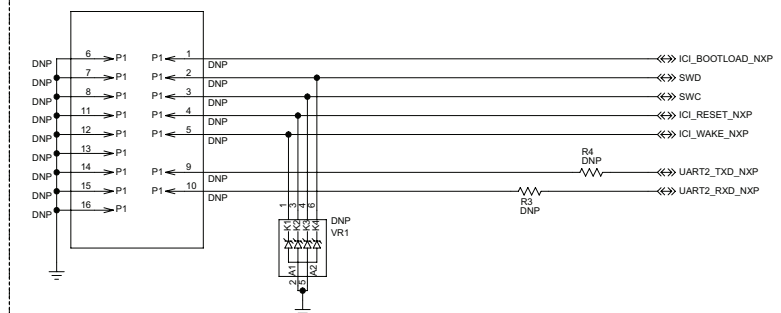 6 P1 P1 1 ICI_BOOTLOAD_NXP
DNP DNP
7 P1 P1 2 SWD
DNP DNP
8 P1 P1 3 SWC
DNP DNP
11 P1 P1 4 ICI_RESET_NXP
DNP DNP
12 P1 P1 5 ICI_WAKE_NXP
DNP DNP
13 P1
DNP
R4
DNP
14 P1 P1 9 UART2_TXD_NXP
DNP DNP
15 P1 P1 10 UART2_RXD_NXP
DNP DNP
R3
DNP
16 P1
DNP
1 3 4 6
DNP
VR1
K1 K2 K3 K4
A1 A2
2 5